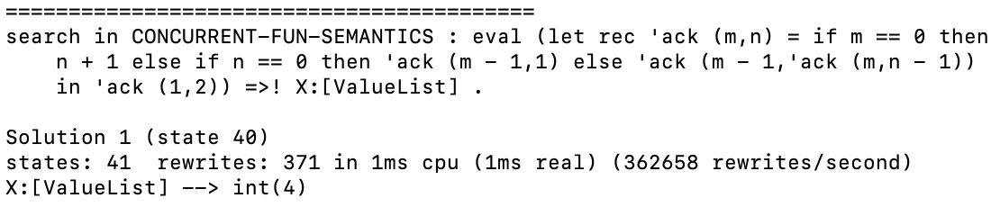 ==========================================
search in CONCURRENT-FUN-SEMANTICS : eval (let rec 'ack (m,n) = if m == 0 then
    n + 1 else if n == 0 then 'ack (m - 1,1) else 'ack (m - 1,'ack (m,n - 1))
    in 'ack (1,2)) =>! X:[ValueList] .

Solution 1 (state 40)
states: 41  rewrites: 371 in 1ms cpu (1ms real) (362658 rewrites/second)
X:[ValueList] --> int(4)